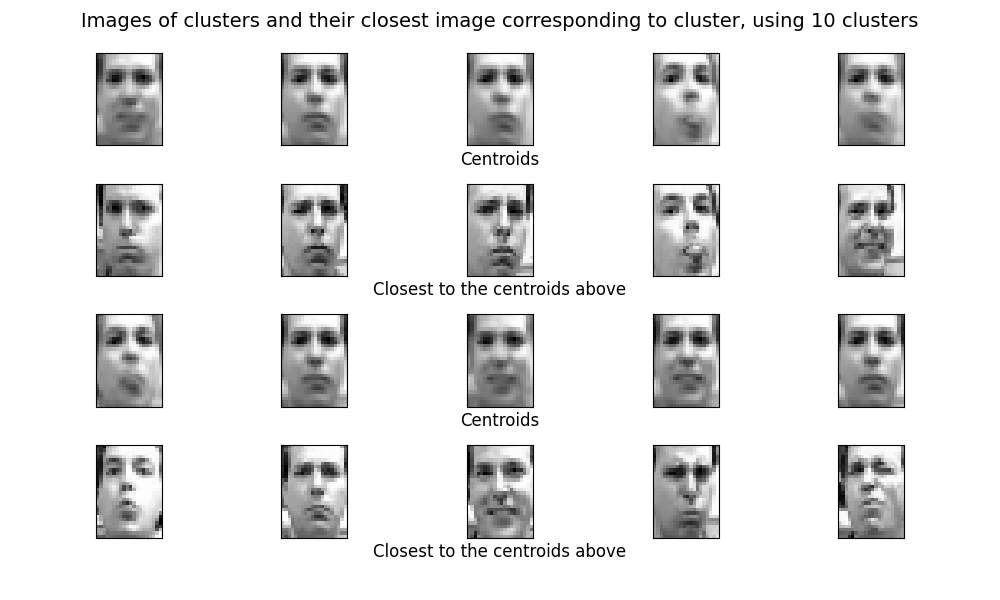 Images of clusters and their closest image corresponding to cluster, using 10 clusters
Centroids
Closest to the centroids above
Centroids
Closest to the centroids above